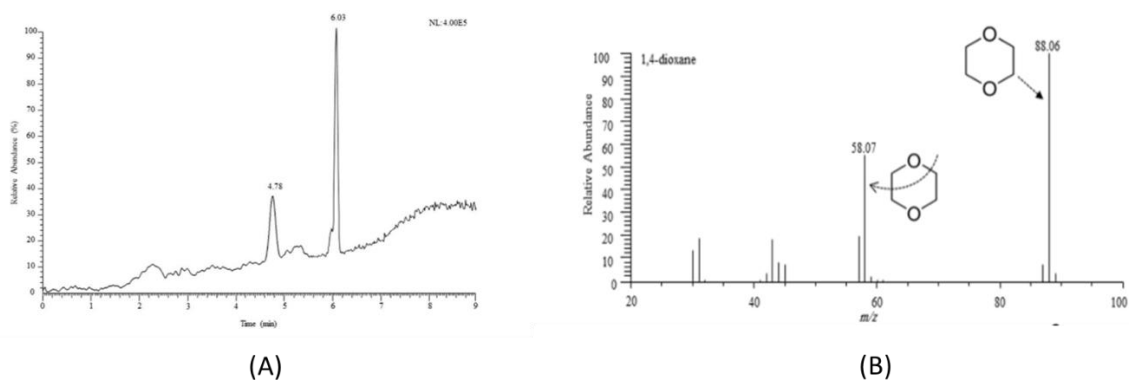 6.03
NL:4.00E5
4.78
Relative Abundance (%)
100
90
80
70
60
50
40
30
20
10
0
0 1 2 3 4 5 6 7 8 9
Time (min)
(A)
1,4-dioxane
88.06
58.07
O
O
O
O
Relative Abundance
100
90
80
70
60
50
40
30
20
10
0
20 40 60 80 100
m/z
(B)